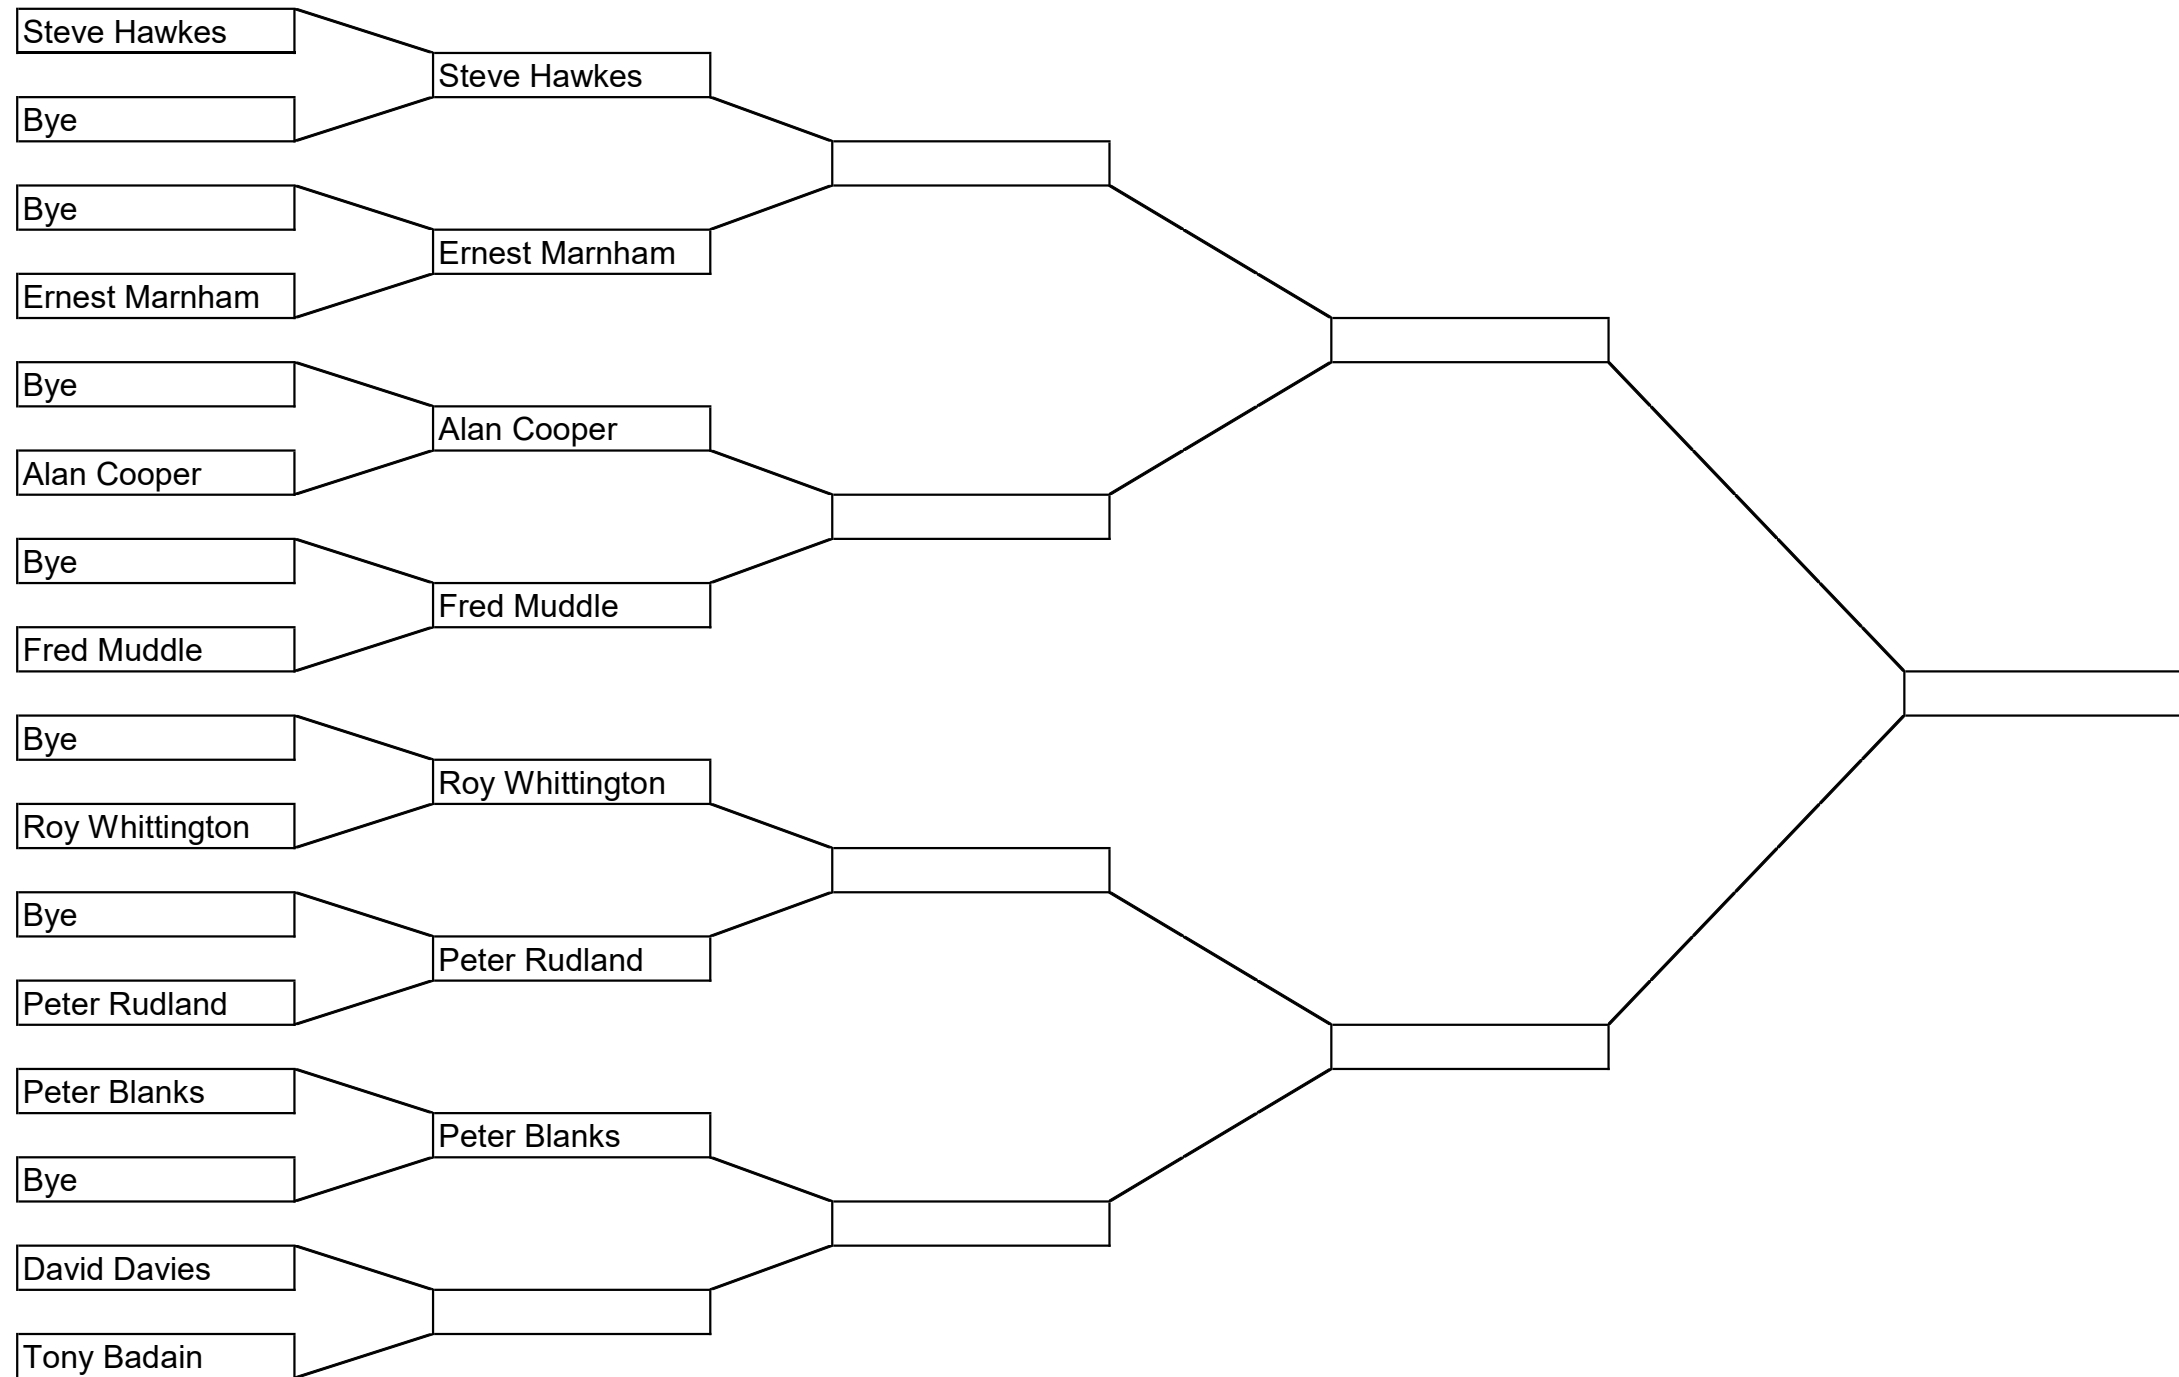 Steve Hawkes
Steve Hawkes
Bye
Bye
Ernest Marnham
Ernest Marnham
Bye
Alan Cooper
Alan Cooper
Bye
Fred Muddle
Fred Muddle
Bye
Roy Whittington
Roy Whittington
Bye
Peter Rudland
Peter Rudland
Peter Blanks
Peter Blanks
Bye
David Davies
Tony Badain